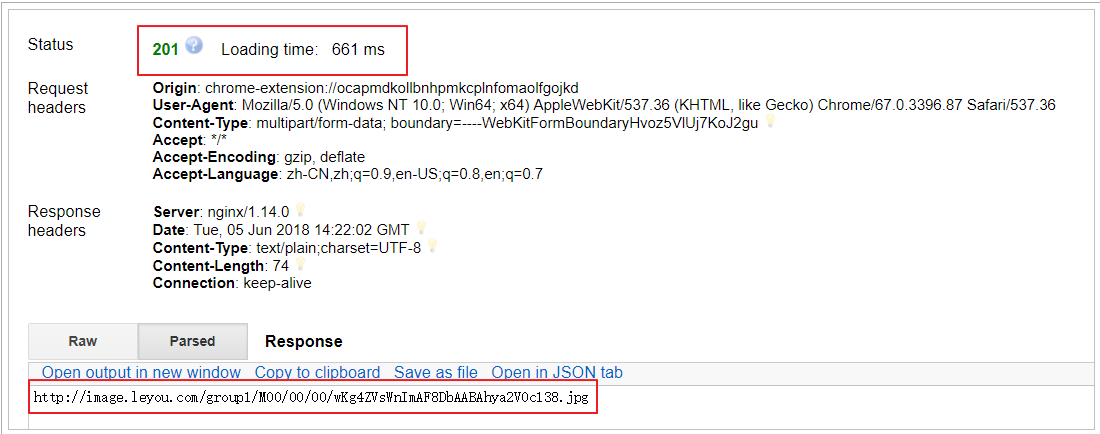 Status
201 Loading time: 661 ms
Request headers
Origin: chrome-extension://ocapmdkollbnhpmkcplnfomaolfgojkd
User-Agent: Mozilla/5.0 (Windows NT 10.0; Win64; x64) AppleWebKit/537.36 (KHTML, like Gecko) Chrome/67.0.3396.87 Safari/537.36
Content-Type: multipart/form-data; boundary=----WebKitFormBoundaryHvoz5VlUj7KoJ2gu
Accept: */*
Accept-Encoding: gzip, deflate
Accept-Language: zh-CN,zh;q=0.9,en-US;q=0.8,en;q=0.7
Response headers
Server: nginx/1.14.0
Date: Tue, 05 Jun 2018 14:22:02 GMT
Content-Type: text/plain;charset=UTF-8
Content-Length: 74
Connection: keep-alive
Raw Parsed Response
Open output in new window Copy to clipboard Save as file Open in JSON tab
http://image.leyou.com/group1/M00/00/00/wKg4ZVsWnImAF8DbAABAhya2V0c138.jpg